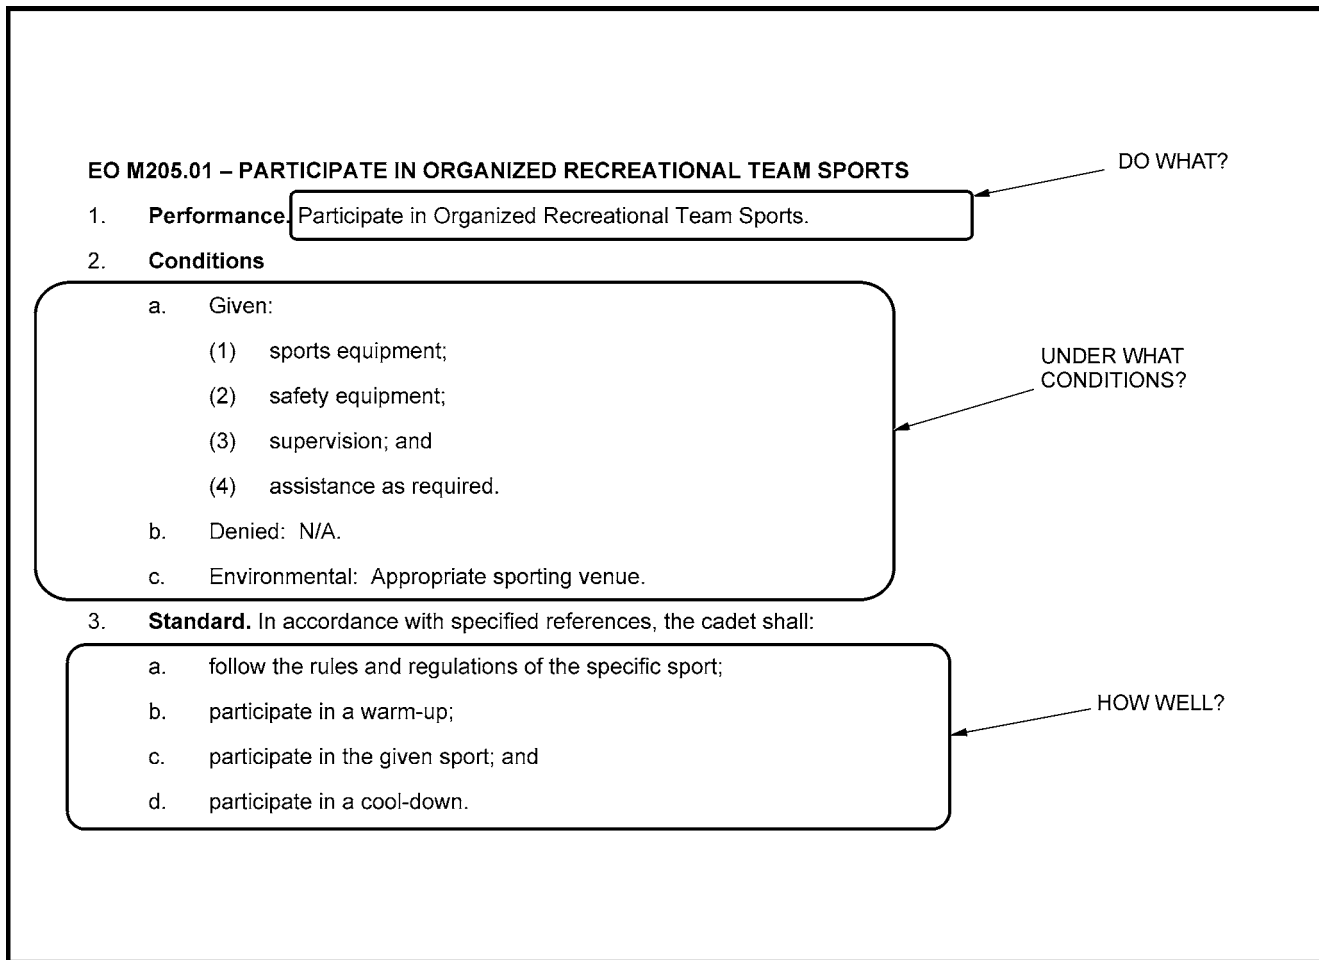 EO M205.01 – PARTICIPATE IN ORGANIZED RECREATIONAL TEAM SPORTS
DO WHAT?
1. Performance. Participate in Organized Recreational Team Sports.
2. Conditions
a. Given:
(1) sports equipment;
(2) safety equipment;
(3) supervision; and
(4) assistance as required.
b. Denied: N/A.
c. Environmental: Appropriate sporting venue.
UNDER WHAT
CONDITIONS?
3. Standard. In accordance with specified references, the cadet shall:
a. follow the rules and regulations of the specific sport;
b. participate in a warm-up;
c. participate in the given sport; and
d. participate in a cool-down.
HOW WELL?